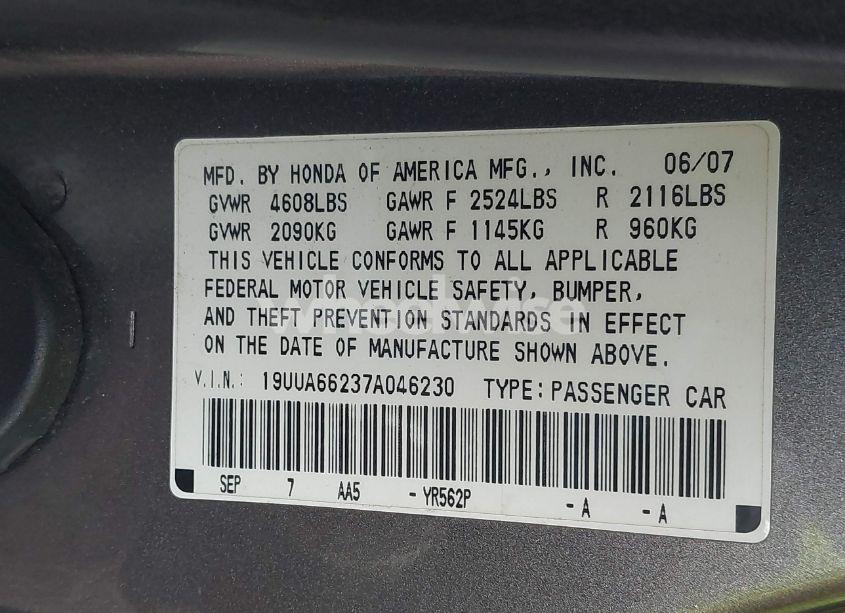 MFD. BY HONDA OF AMERICA MFG., INC. 06/07
GVWR 4608LBS GAWR F 2524LBS R 2116LBS
GVWR 2090KG GAWR F 1145KG R 960KG
THIS VEHICLE CONFORMS TO ALL APPLICABLE
FEDERAL MOTOR VEHICLE SAFETY, BUMPER,
AND THEFT PREVENTION STANDARDS IN EFFECT
ON THE DATE OF MANUFACTURE SHOWN ABOVE.
V.I.N.: 19UUA66237A046230 TYPE: PASSENGER CAR
SEP 7 AA5 - YR562P - A - A